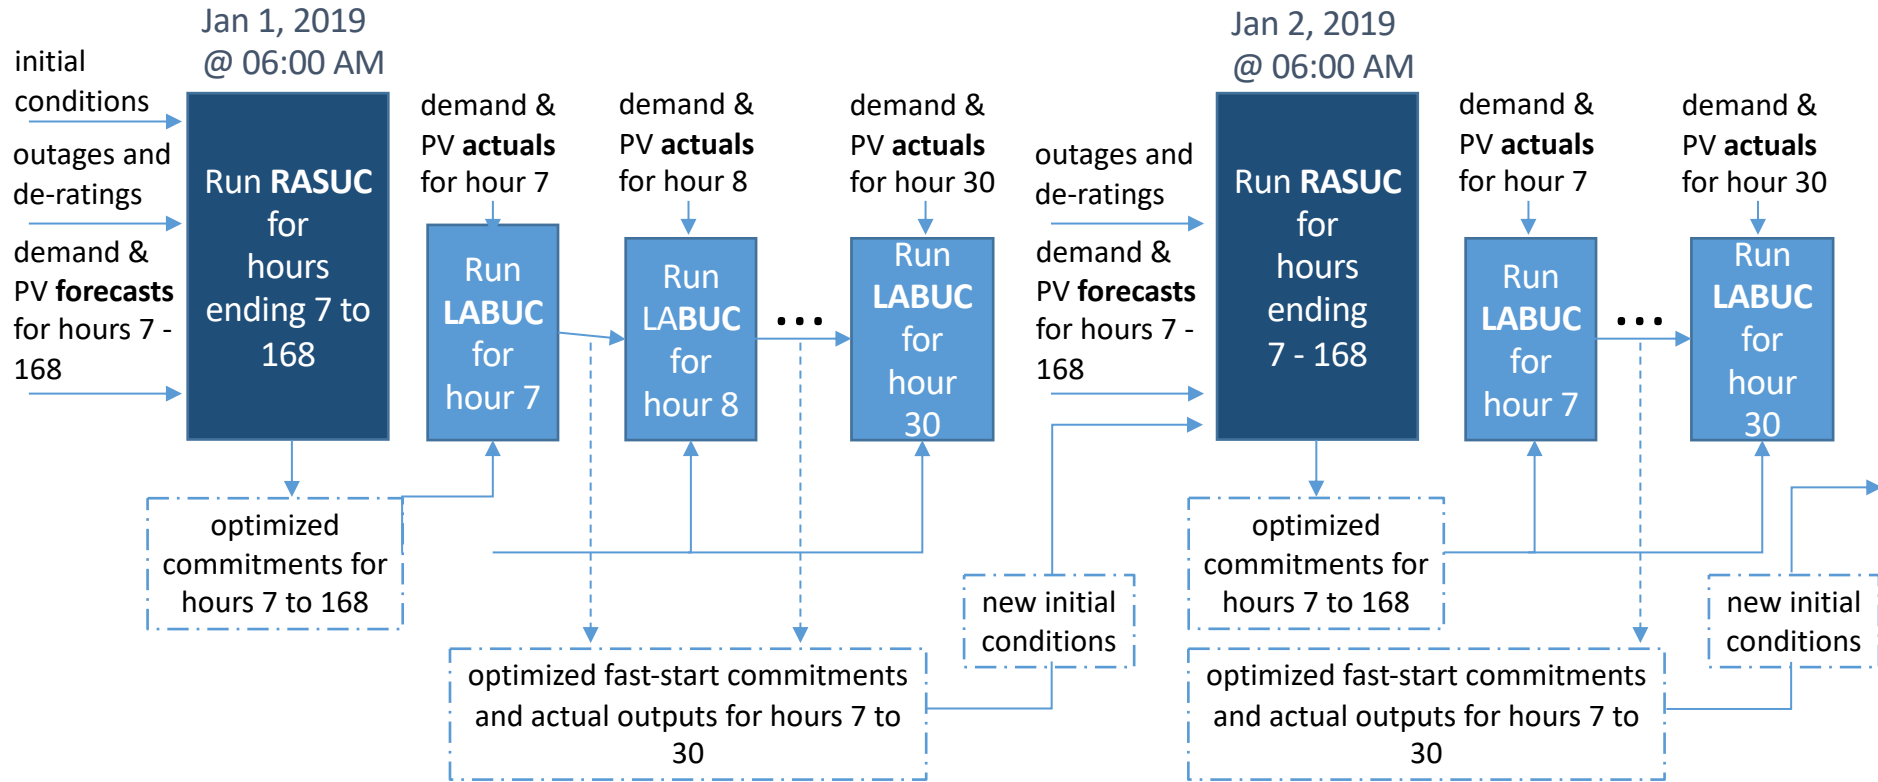 Jan 1, 2019
@ 06:00 AM
initial
conditions
outages and
de-ratings
demand &
PV forecasts
for hours 7 -
168
Run RASUC
for
hours
ending 7 to
168
optimized
commitments for
hours 7 to 168
demand &
PV actuals
for hour 7
Run
LABUC
for
hour 7
demand &
PV actuals
for hour 8
Run
LABUC
for
hour 8
...
demand &
PV actuals
for hour 30
Run
LABUC
for
hour
30
optimized fast-start commitments
and actual outputs for hours 7 to
30
new initial
conditions
Jan 2, 2019
@ 06:00 AM
outages and
de-ratings
demand &
PV forecasts
for hours 7 -
168
Run RASUC
for
hours
ending
7 - 168
optimized
commitments for
hours 7 to 168
demand &
PV actuals
for hour 7
Run
LABUC
for
hour 7
...
demand &
PV actuals
for hour 30
Run
LABUC
for
hour
30
optimized fast-start commitments
and actual outputs for hours 7 to
30
new initial
conditions